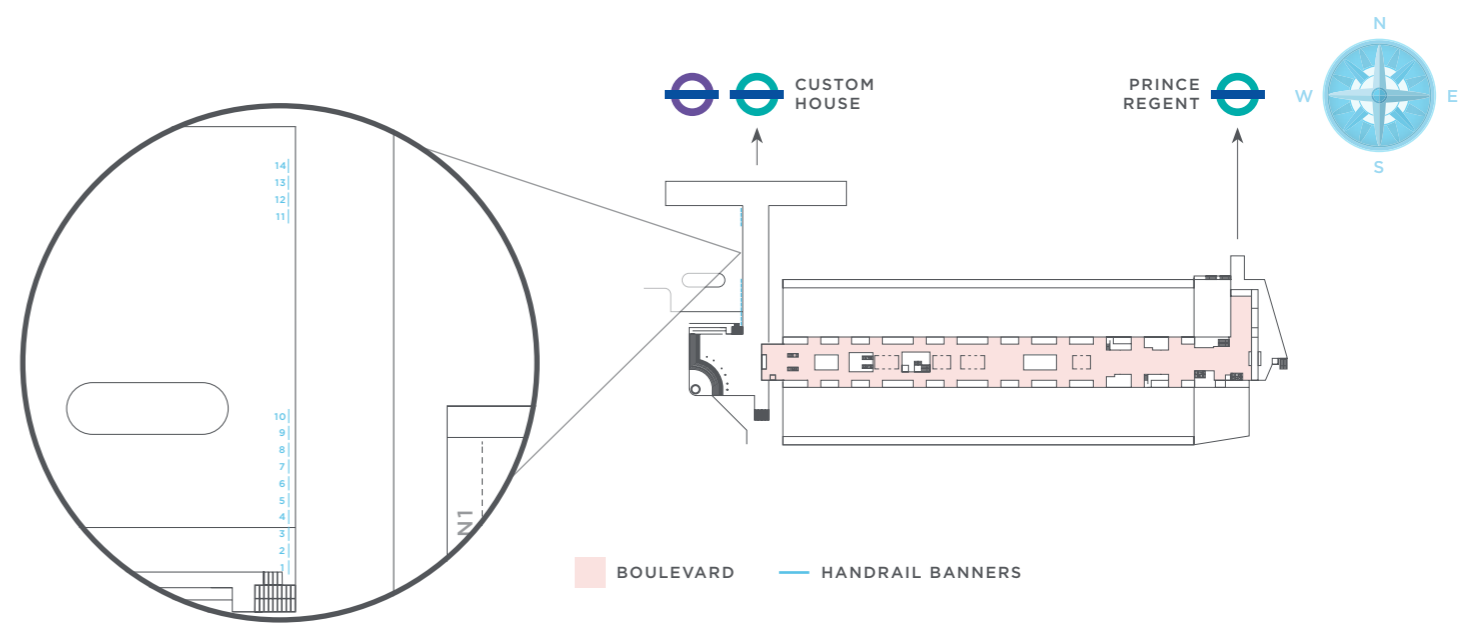 N
CUSTOM
HOUSE
PRINCE
REGENT
W
E
S
14
13
12
11
10
9
8
7
6
5
4
3
2
1
N1
BOULEVARD
HANDRAIL BANNERS